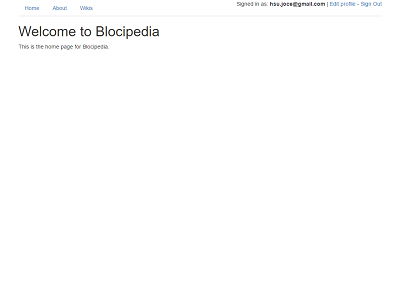 Home About Wikis
Signed in as: hsu.joce@gmail.com | Edit profile - Sign Out
Welcome to Blocipedia
This is the home page for Blocipedia.